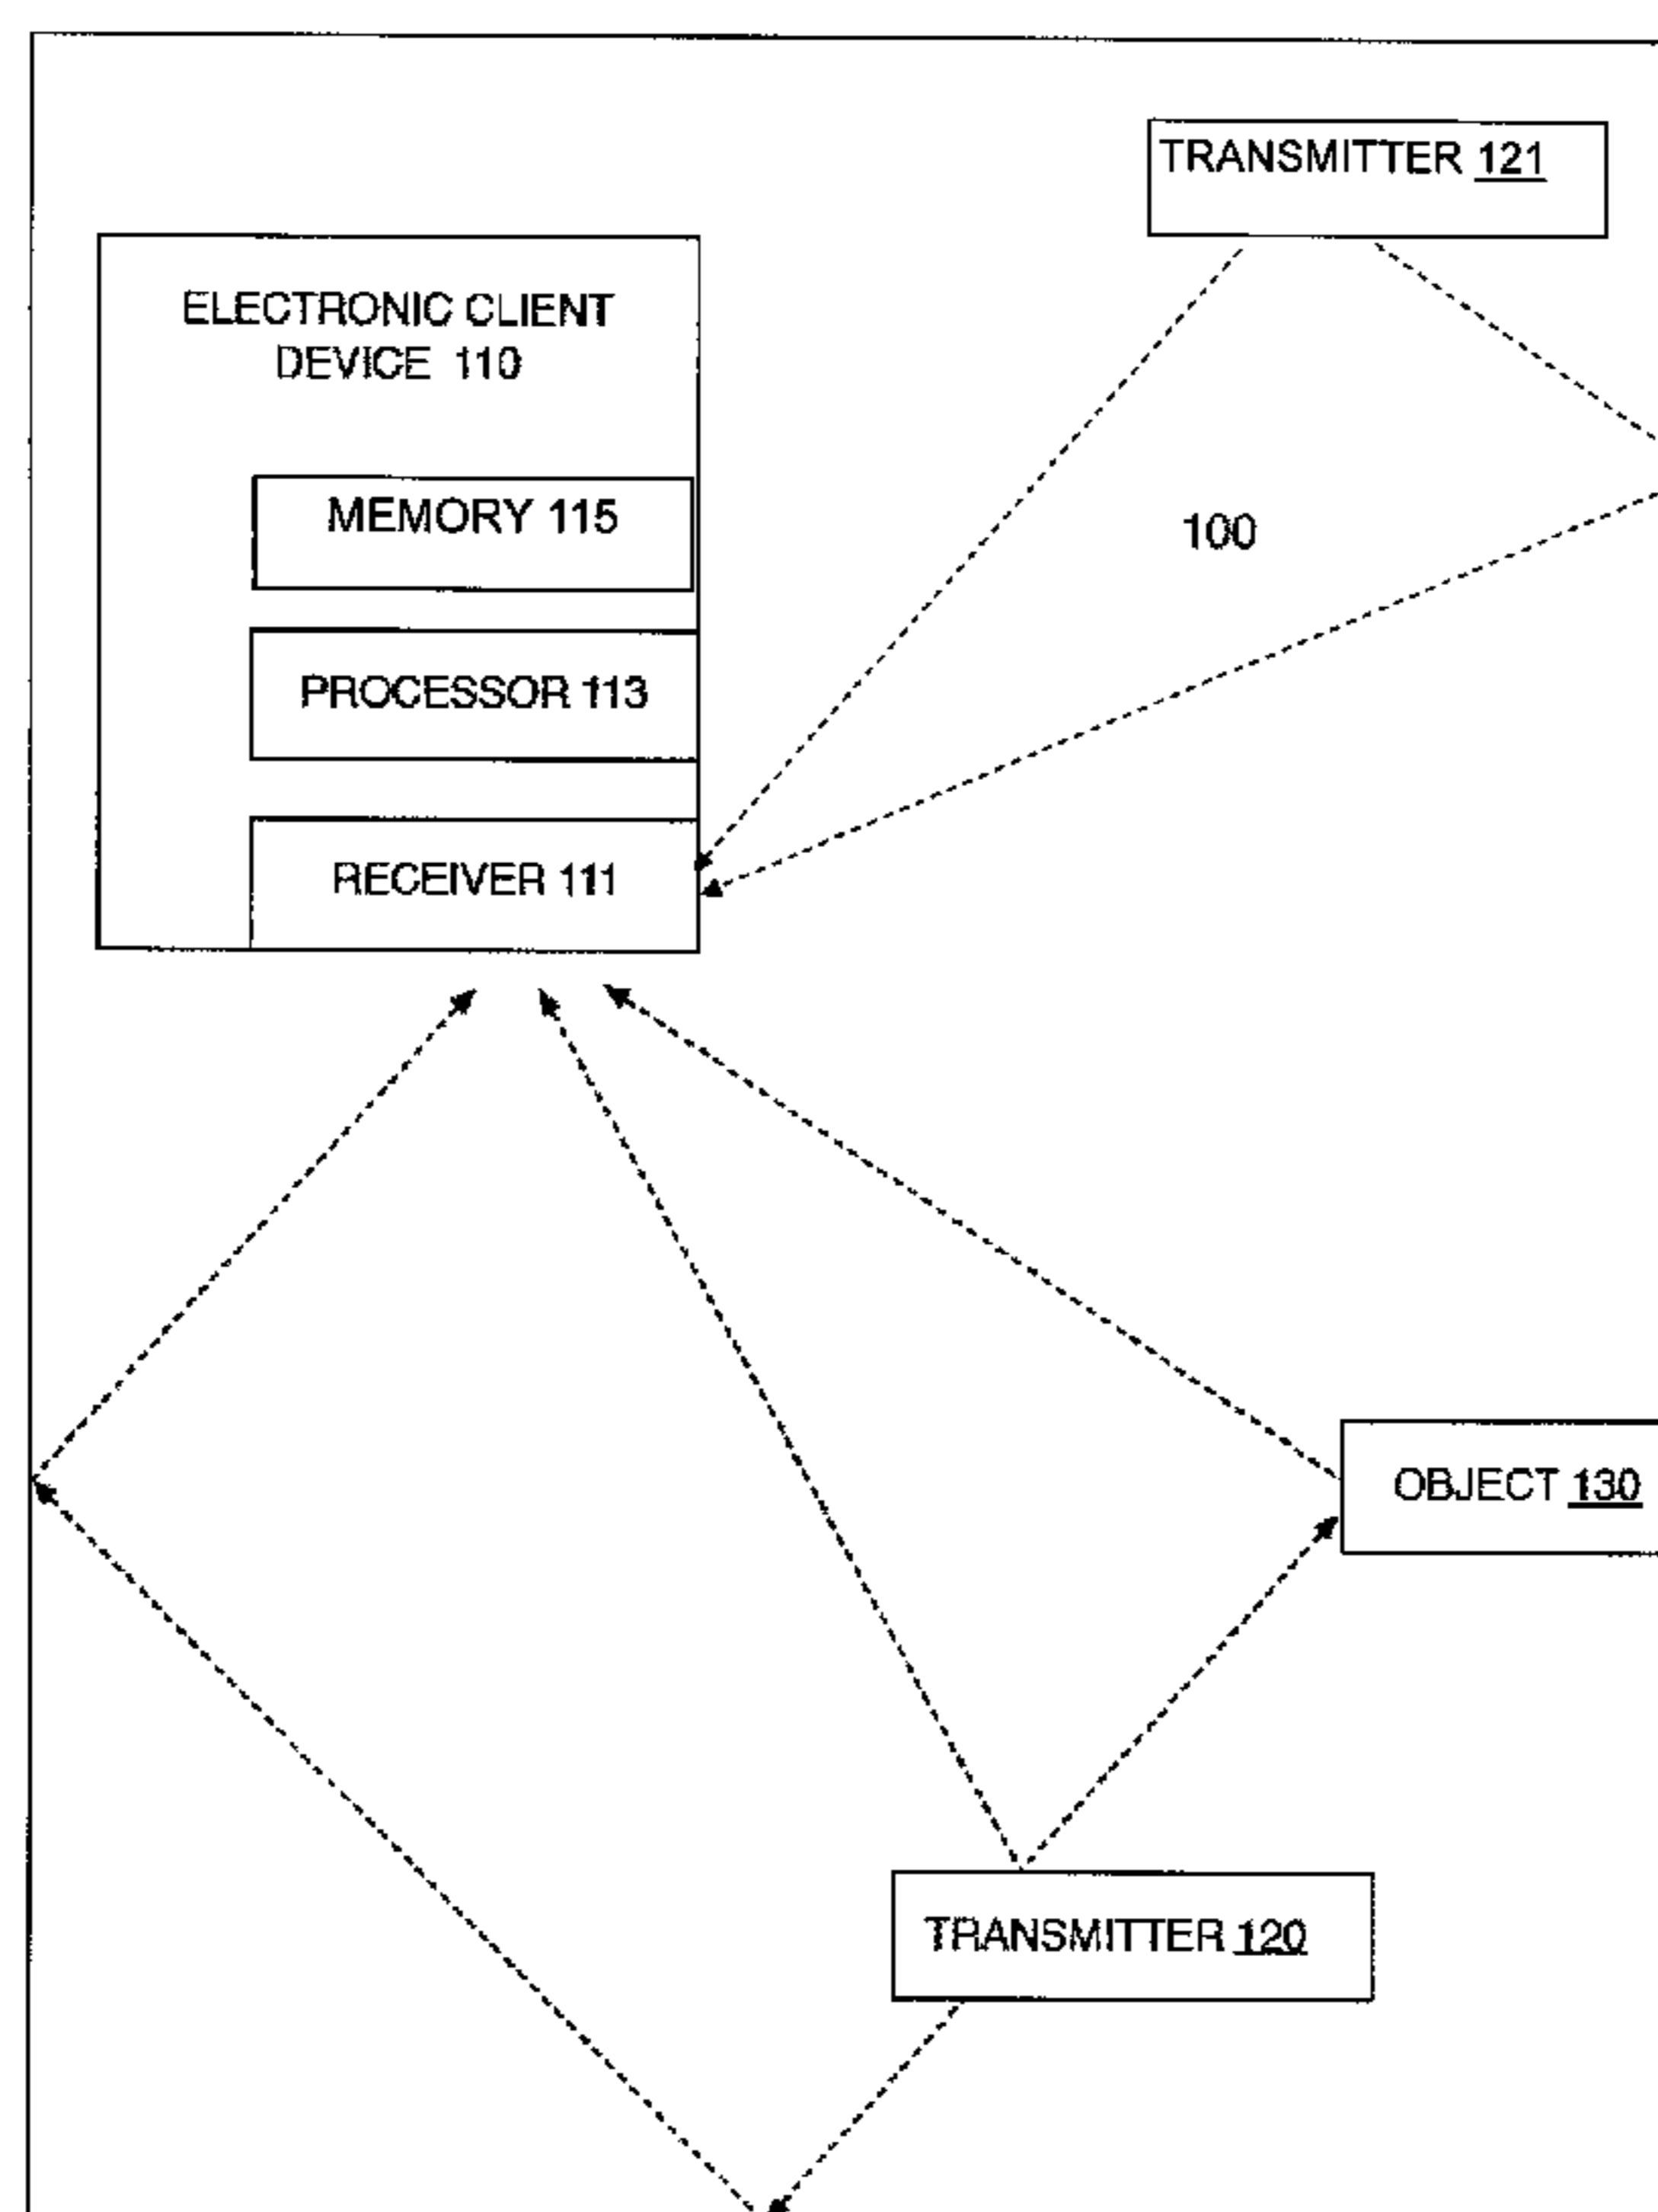 TRANSMITTER 121
ELECTRONIC CLIENT
DEVICE 110
MEMORY 115
100
PROCESSOR 113
RECEIVER 111
OBJECT 130
TRANSMITTER 120